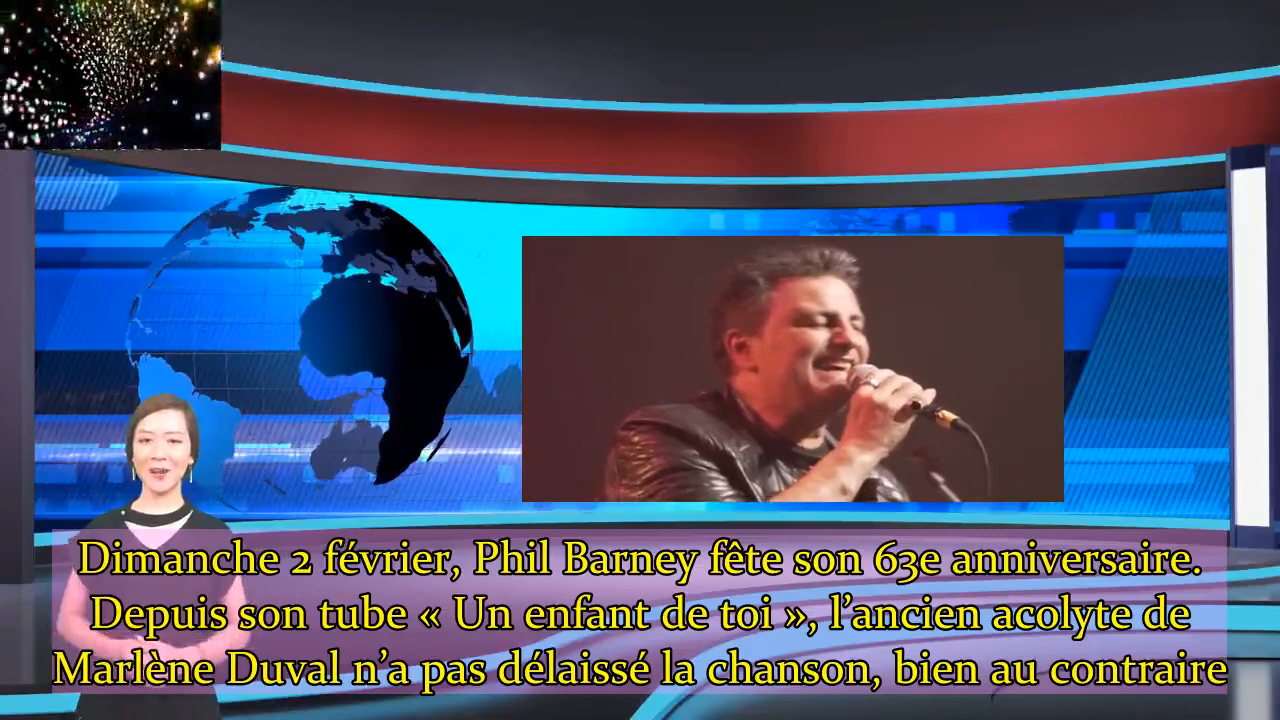 Dimanche 2 février, Phil Barney fête son 63e anniversaire.
Depuis son tube « Un enfant de toi », l’ancien acolyte de
Marlène Duval n’a pas délaissé la chanson, bien au contraire